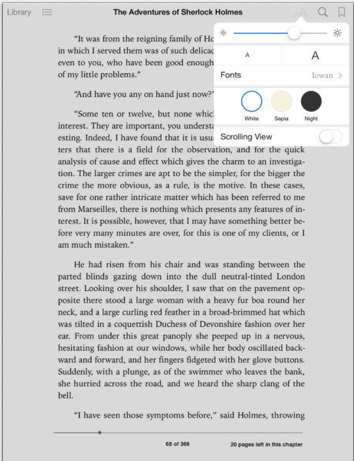 Library
The Adventures of Sherlock Holmes
A
"It was from the reigning family of Ho
in which I served them was of such delicac
even to you, who have been good enough
of my little problems."
"And have you any on hand just now?"
"Some ten or twelve, but none whic
interest. They are important, you understa
esting. Indeed, I have found that it is usu
ters that there is a field for the observation, and for the quick
analysis of cause and effect which gives the charm to an investiga-
tion. The larger crimes are apt to be the simpler, for the bigger the
crime the more obvious, as a rule, is the motive. In these cases,
save for one rather intricate matter which has been referred to me
from Marseilles, there is nothing which presents any features of in-
terest. It is possible, however, that I may have something better be-
fore very many minutes are over, for this is one of my clients, or I
am much mistaken."
He had risen from his chair and was standing between the
parted blinds gazing down into the dull neutral-tinted London
street. Looking over his shoulder, I saw that on the pavement op-
posite there stood a large woman with a heavy fur boa round her
neck, and a large curling red feather in a broad-brimmed hat which
was tilted in a coquettish Duchess of Devonshire fashion over her
ear. From under this great panoply she peeped up in a nervous,
hesitating fashion at our windows, while her body oscillated back-
ward and forward, and her fingers fidgeted with her glove buttons.
Suddenly, with a plunge, as of the swimmer who leaves the bank,
she hurried across the road, and we heard the sharp clang of the
bell.
"I have seen those symptoms before," said Holmes, throwing
68 of 366
20 pages left in this chapter
A A
Fonts Iowan
White Sepia Night
Scrolling View